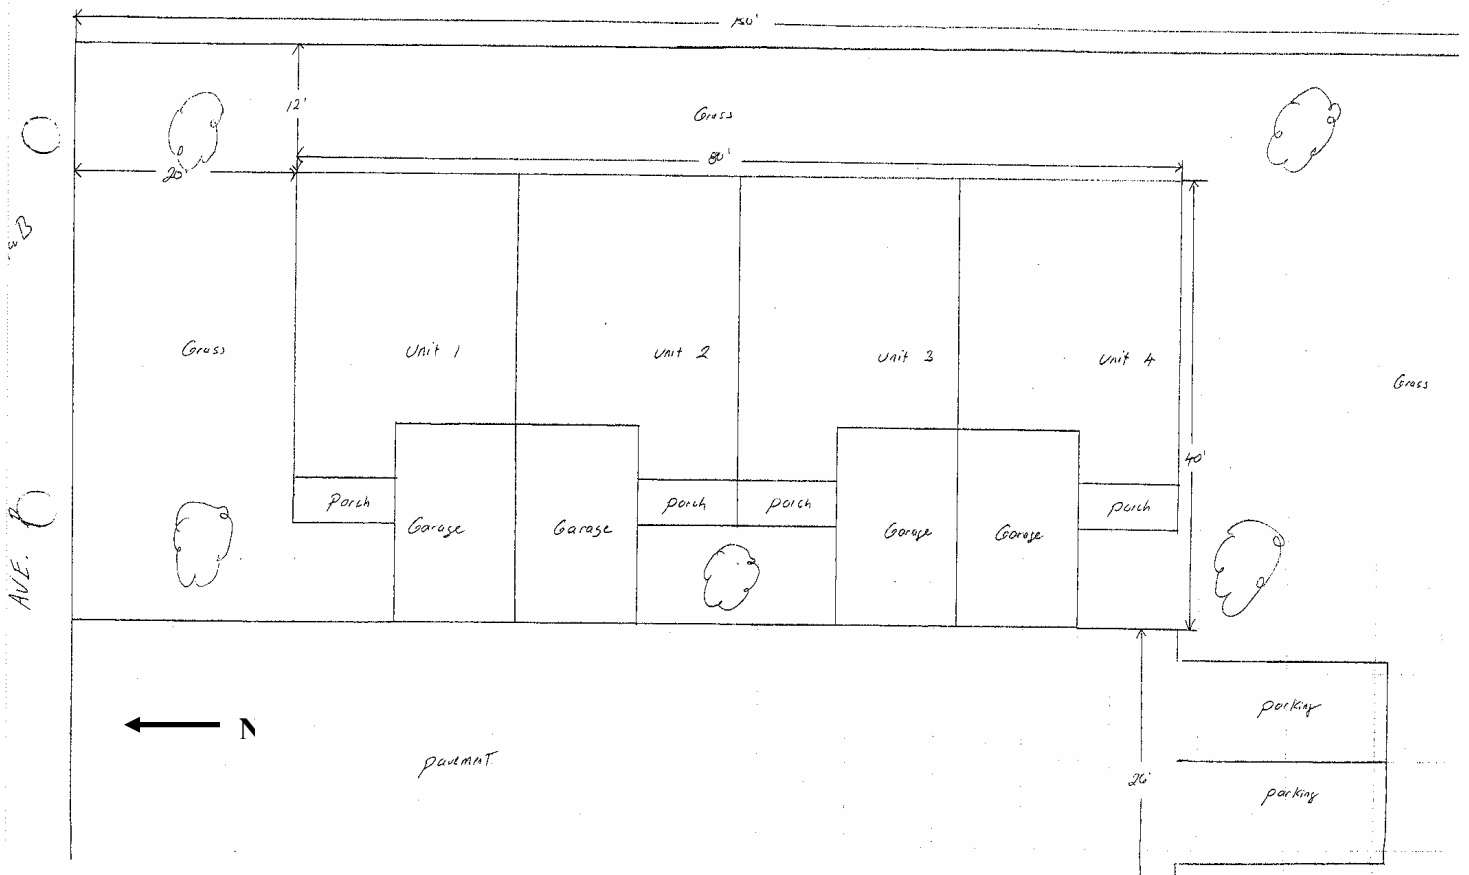 150'
12'
Grass
80'
20'
Grass
Unit 1
Unit 2
Unit 3
Unit 4
Grass
40'
Porch
Porch
Porch
Porch
Garage
Garage
Garage
Garage
AVE. B
N
pavement
parking
parking
26'